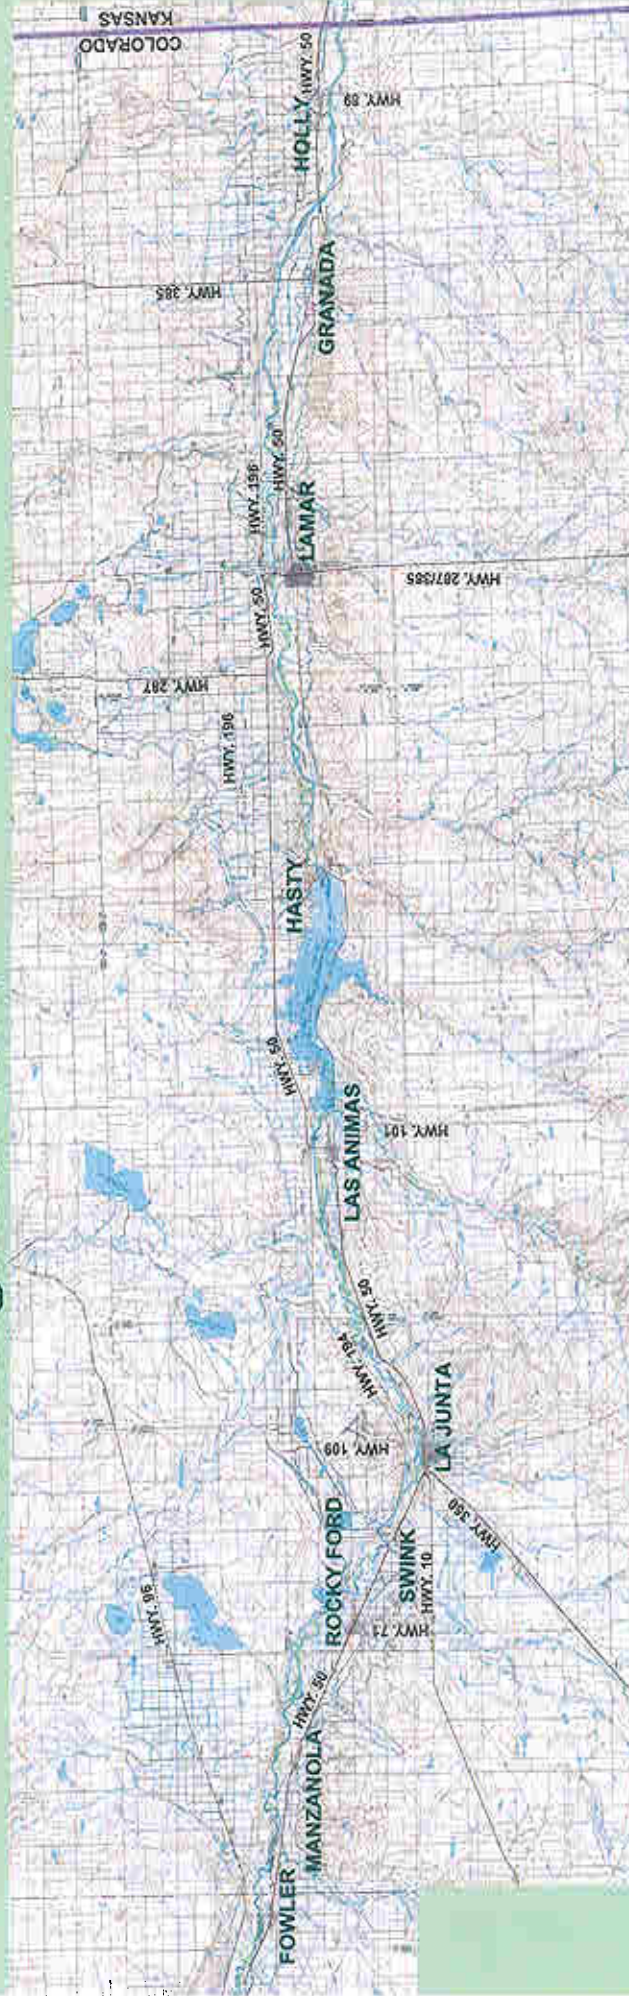 KANSAS
COLORADO
HWY. 50
HOLLY
HWY. 89
GRANADA
HWY. 385
HWY. 50
HWY. 196
LAMAR
HWY. 287/385
HWY. 50
HWY. 287
HWY. 196
HASTY
HWY. 50
LAS ANIMAS
HWY. 101
HWY. 50
HWY. 194
LA JUNTA
HWY. 109
HWY. 350
ROCKY FORD
SWINK
HWY. 10
HWY. 71
HWY. 96
HWY. 50
MANZANOLA
FOWLER